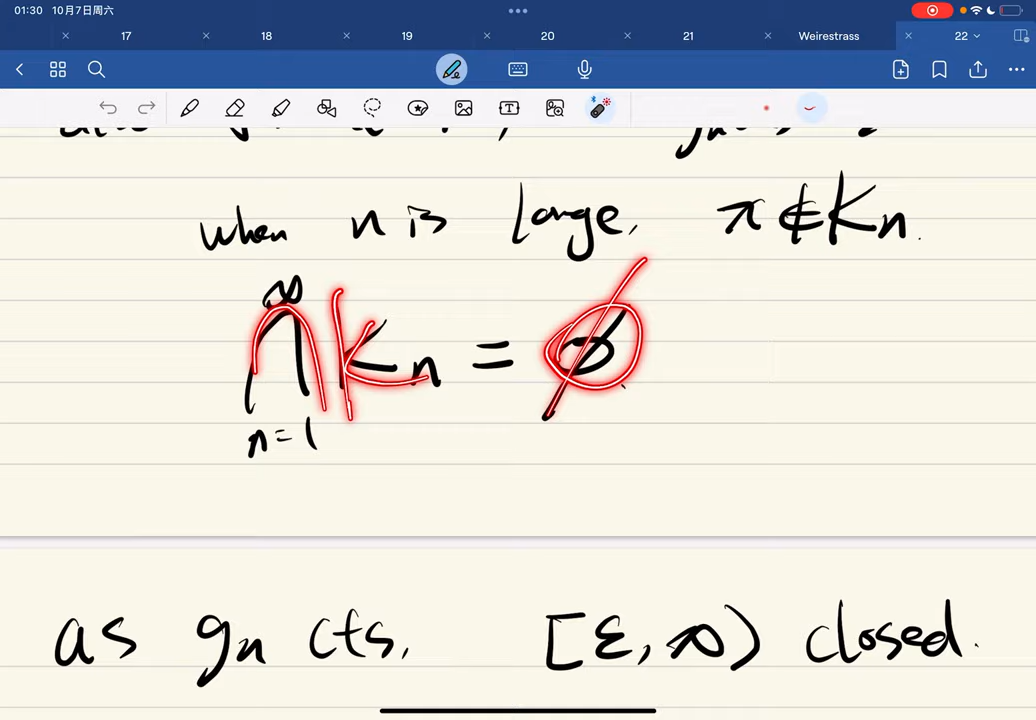 01:30 10月7日周六
17 18 19 20 21 Weirestrass 22
T
when n is large, x ∉ Kn.
∞
⋂ Kn = ∅.
n=1
as gn cts, [ε, ∞) closed.